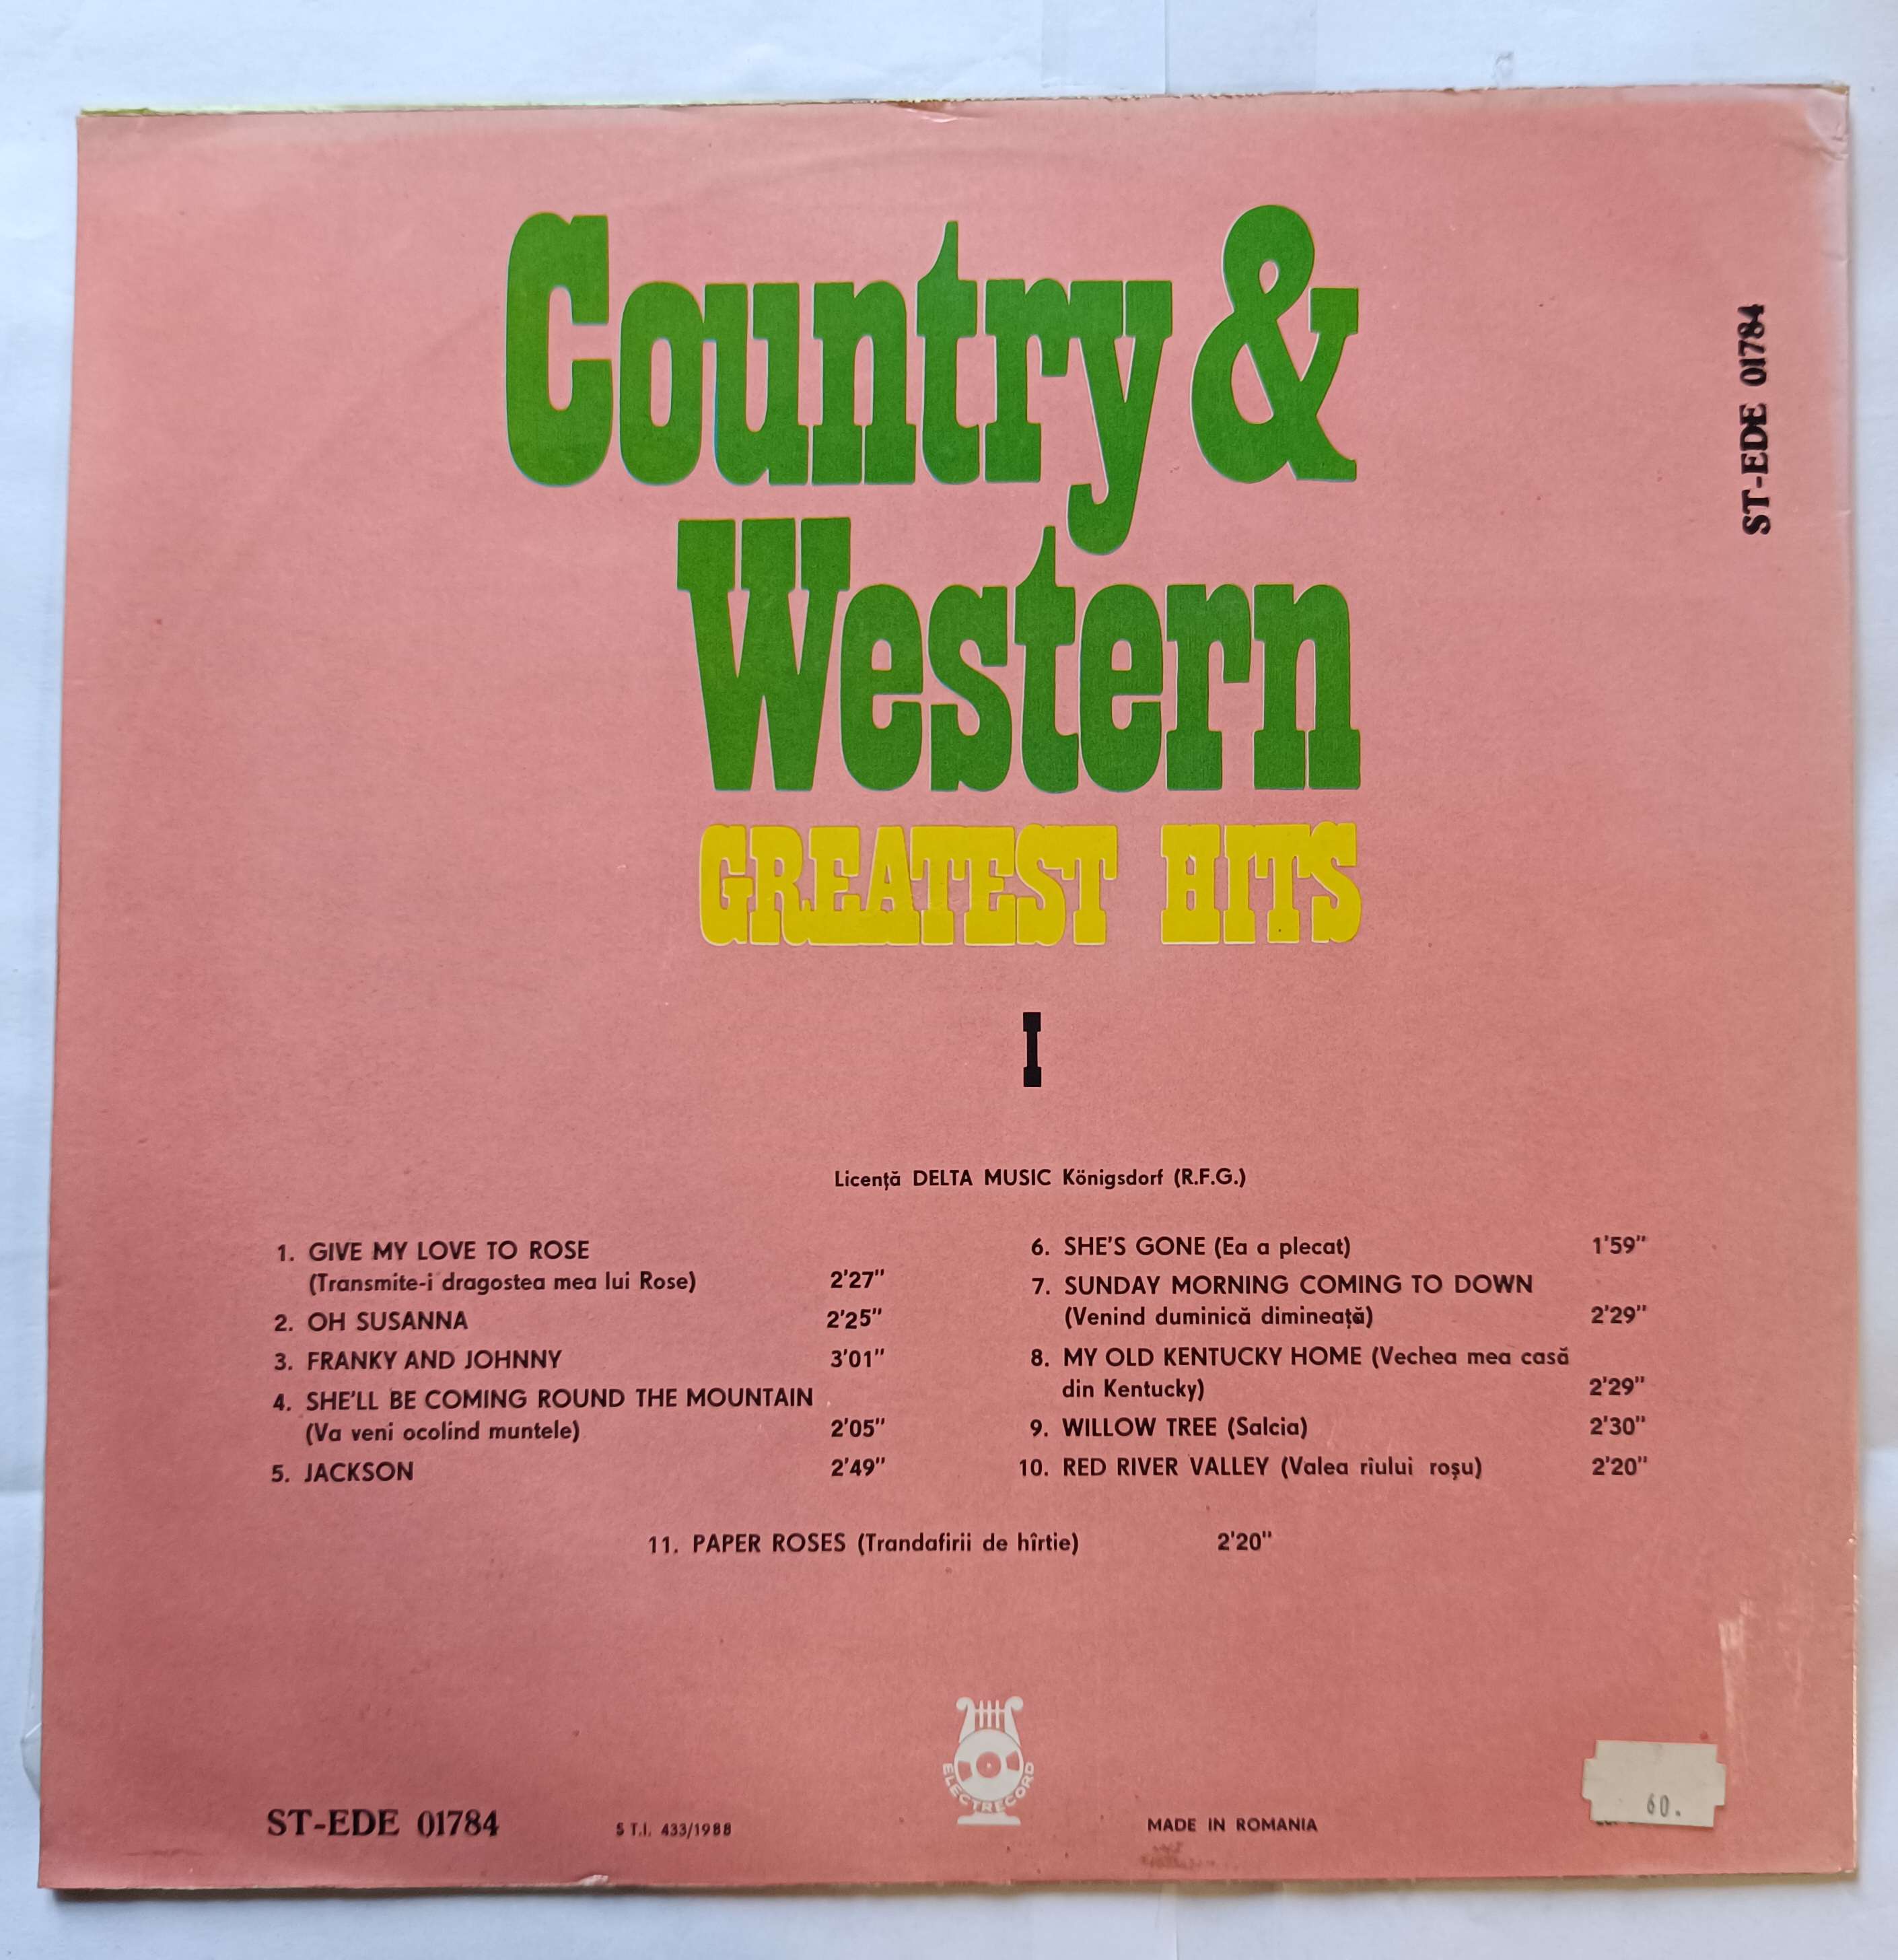 Country &
Western
GREATEST HITS
I
ST-EDE 01784
Licență DELTA MUSIC Königsdorf (R.F.G.)
1. GIVE MY LOVE TO ROSE
(Transmite-i dragostea mea lui Rose) 2'27"
2. OH SUSANNA 2'25"
3. FRANKY AND JOHNNY 3'01"
4. SHE'LL BE COMING ROUND THE MOUNTAIN
(Va veni ocolind muntele) 2'05"
5. JACKSON 2'49"
6. SHE'S GONE (Ea a plecat) 1'59"
7. SUNDAY MORNING COMING TO DOWN
(Venind duminică dimineață) 2'29"
8. MY OLD KENTUCKY HOME (Vechea mea casă
din Kentucky) 2'29"
9. WILLOW TREE (Salcia) 2'30"
10. RED RIVER VALLEY (Valea rîului roșu) 2'20"
11. PAPER ROSES (Trandafirii de hîrtie) 2'20"
ELECTRECORD
ST-EDE 01784
S T.I. 433/1988
MADE IN ROMANIA
60.